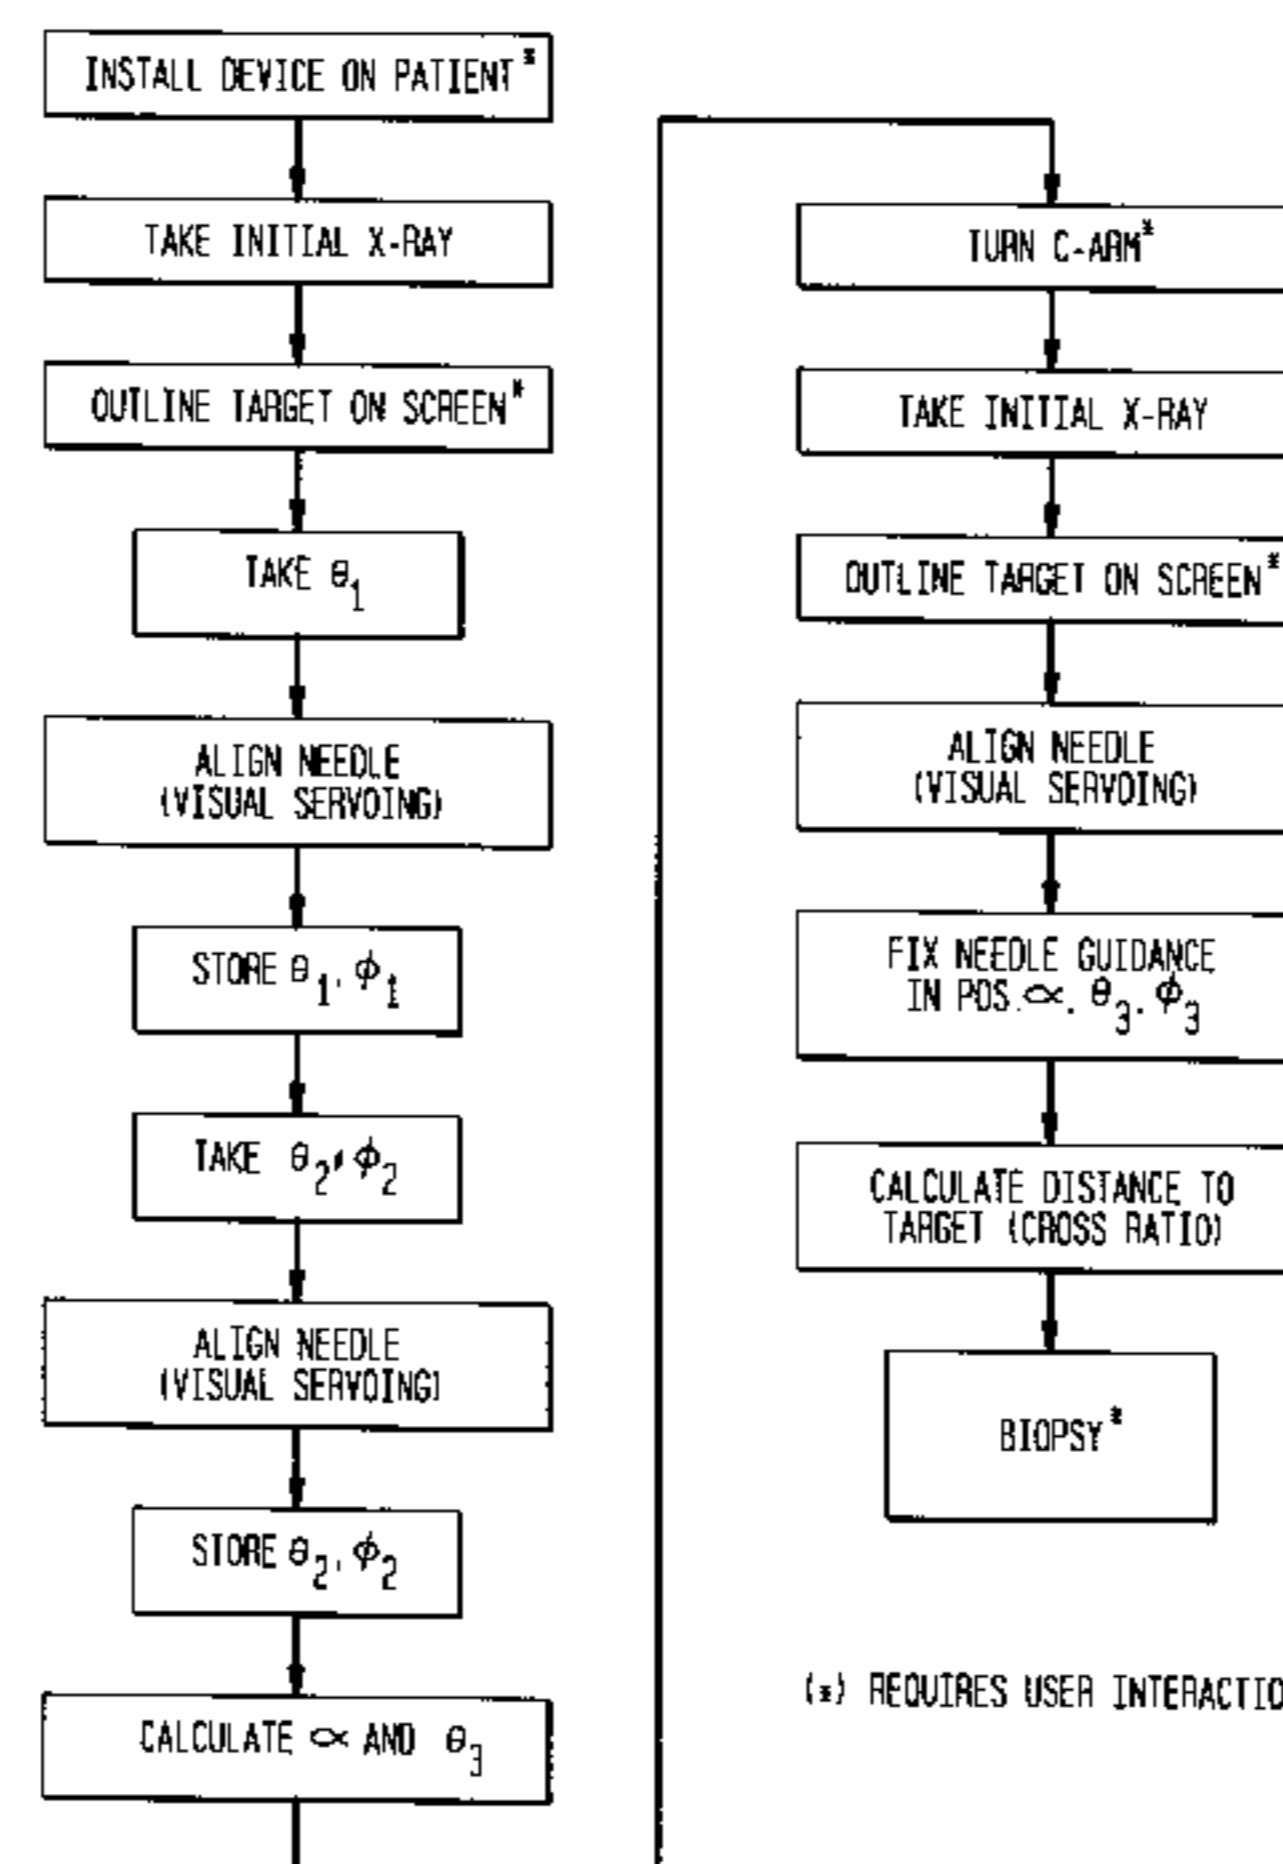 INSTALL DEVICE ON PATIENT*
TAKE INITIAL X-RAY
OUTLINE TARGET ON SCREEN*
TAKE θ1
ALIGN NEEDLE
(VISUAL SERVOING)
STORE θ1, ϕ1
TAKE θ2, ϕ2
ALIGN NEEDLE
(VISUAL SERVOING)
STORE θ2, ϕ2
CALCULATE α AND θ3
TURN C-ARM*
TAKE INITIAL X-RAY
OUTLINE TARGET ON SCREEN*
ALIGN NEEDLE
(VISUAL SERVOING)
FIX NEEDLE GUIDANCE
IN POS. α, θ3, ϕ3
CALCULATE DISTANCE TO
TARGET (CROSS RATIO)
BIOPSY*
(*) REQUIRES USER INTERACTIO